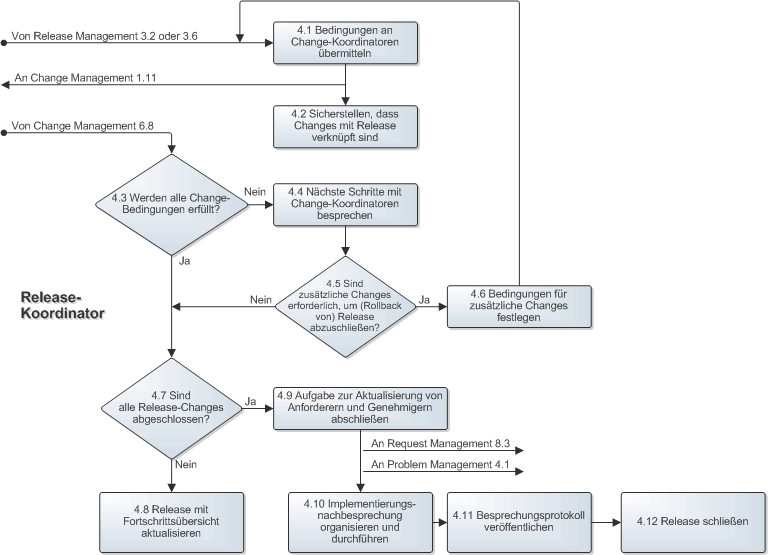 Von Release Management 3.2 oder 3.6
4.1 Bedingungen an
Change-Koordinatoren
übermitteln
An Change Management 1.11
4.2 Sicherstellen, dass
Changes mit Release
verknüpft sind
Von Change Management 6.8
4.3 Werden alle Change-
Bedingungen erfüllt?
Nein
4.4 Nächste Schritte mit
Change-Koordinatoren
besprechen
Ja
4.5 Sind
zusätzliche Changes
erforderlich, um (Rollback
von) Release
abzuschließen?
Nein
Ja
4.6 Bedingungen für
zusätzliche Changes
festlegen
Release-
Koordinator
4.7 Sind
alle Release-Changes
abgeschlossen?
Ja
4.9 Aufgabe zur Aktualisierung von
Anforderern und Genehmigern
abschließen
An Request Management 8.3
An Problem Management 4.1
Nein
4.8 Release mit
Fortschrittsübersicht
aktualisieren
4.10 Implementierungs-
nachbesprechung
organisieren und
durchführen
4.11 Besprechungsprotokoll
veröffentlichen
4.12 Release schließen